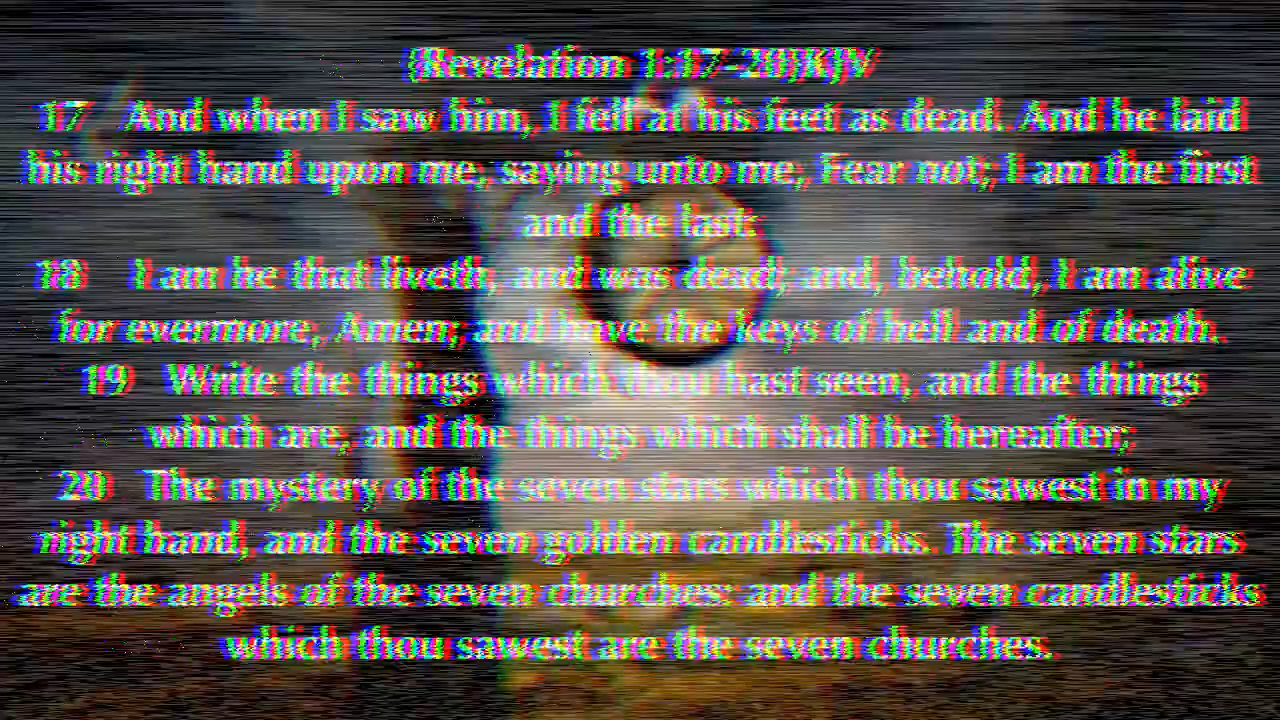 (Revelation 1:17-20)KJV
17 And when I saw him, I fell at his feet as dead. And he laid
his right hand upon me, saying unto me, Fear not; I am the first
and the last:
18 I am he that liveth, and was dead; and, behold, I am alive
for evermore, Amen; and have the keys of hell and of death.
19 Write the things which thou hast seen, and the things
which are, and the things which shall be hereafter;
20 The mystery of the seven stars which thou sawest in my
right hand, and the seven golden candlesticks. The seven stars
are the angels of the seven churches: and the seven candlesticks
which thou sawest are the seven churches.